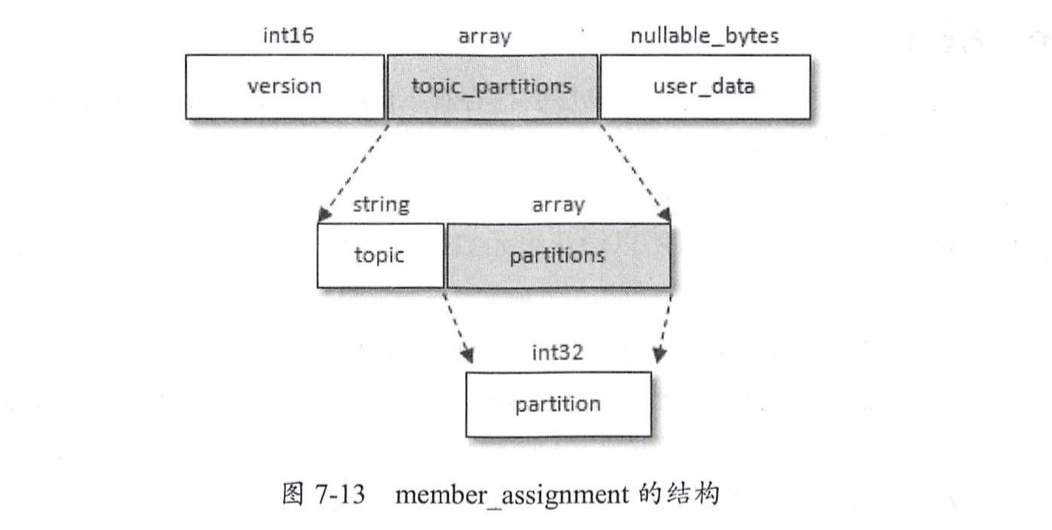 int16 array nullable_bytes
version topic_partitions user_data
string array
topic partitions
int32
partition
图 7-13 member_assignment 的结构